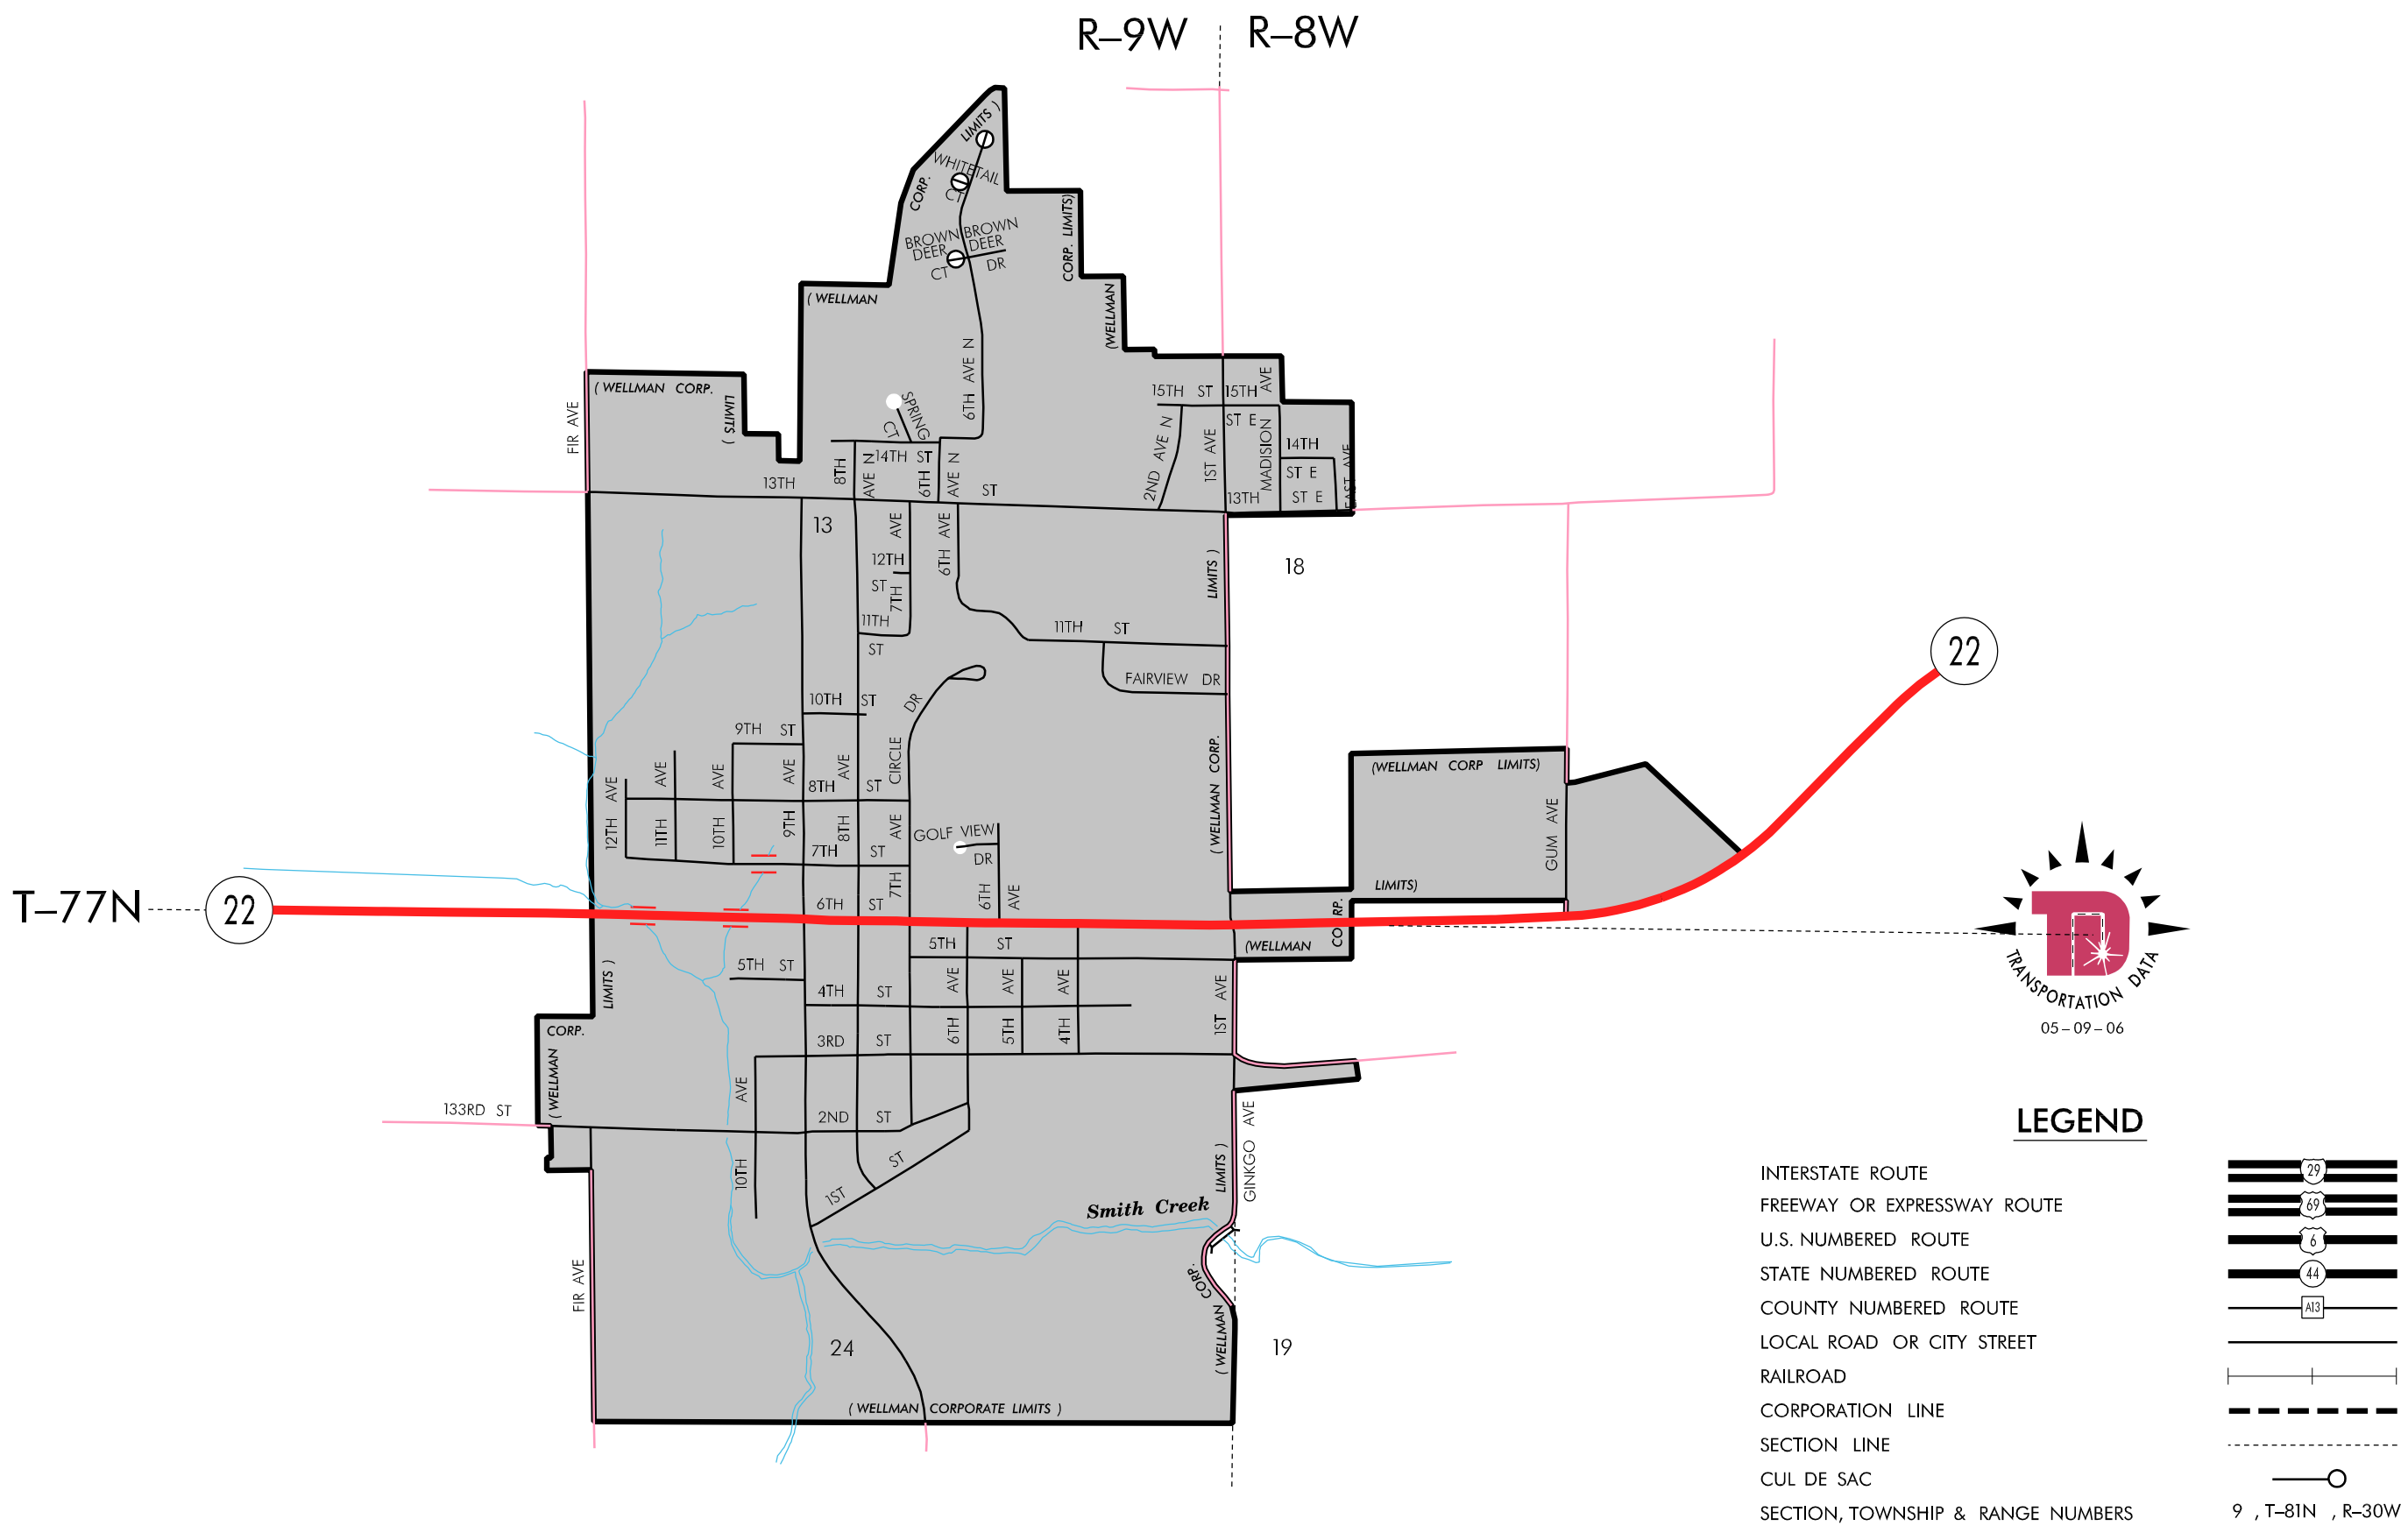 R–9W
R–8W
( WELLMAN
CORP.
LIMITS )
WHITETAIL
CT
BROWN
DEER
CT
BROWN
DEER
DR
CORP. LIMITS)
(WELLMAN
( WELLMAN CORP.
LIMITS )
FIR AVE
6TH AVE N
SPRING
CT
15TH ST
15TH
ST E
AVE
MADISION
14TH
ST E
13TH
ST E
EAST AVE
1ST AVE
2ND AVE N
14TH ST
8TH
AVE N
6TH
AVE N
13TH
ST
13
18
AVE
7TH
12TH
ST
6TH AVE
11TH
ST
11TH ST
LIMITS )
FAIRVIEW DR
22
10TH ST
DR
CIRCLE
9TH ST
12TH AVE
11TH AVE
10TH AVE
9TH AVE
8TH AVE
8TH ST
7TH AVE
GOLF VIEW
DR
7TH ST
6TH AVE
6TH ST
( WELLMAN CORP.
(WELLMAN CORP LIMITS)
LIMITS)
GUM AVE
CORP.
(WELLMAN
T–77N
22
5TH ST
5TH ST
4TH ST
6TH AVE
5TH AVE
4TH AVE
1ST AVE
3RD ST
LIMITS )
CORP.
( WELLMAN
133RD ST
10TH AVE
2ND ST
1ST ST
GINKGO AVE
LIMITS )
CORP.
( WELLMAN
Smith Creek
FIR AVE
24
19
( WELLMAN CORPORATE LIMITS )
TRANSPORTATION DATA
05–09–06
LEGEND
INTERSTATE ROUTE 29
FREEWAY OR EXPRESSWAY ROUTE 69
U.S. NUMBERED ROUTE 6
STATE NUMBERED ROUTE 44
COUNTY NUMBERED ROUTE A13
LOCAL ROAD OR CITY STREET
RAILROAD
CORPORATION LINE
SECTION LINE
CUL DE SAC
SECTION, TOWNSHIP & RANGE NUMBERS 9 , T–81N , R–30W